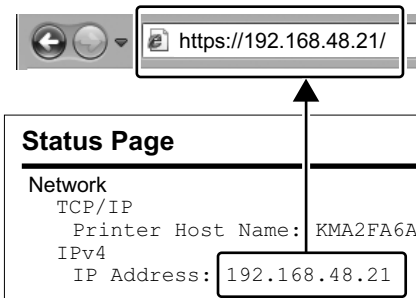 https://192.168.48.21/
Status Page
Network
TCP/IP
Printer Host Name: KMA2FA6A
IPv4
IP Address: 192.168.48.21